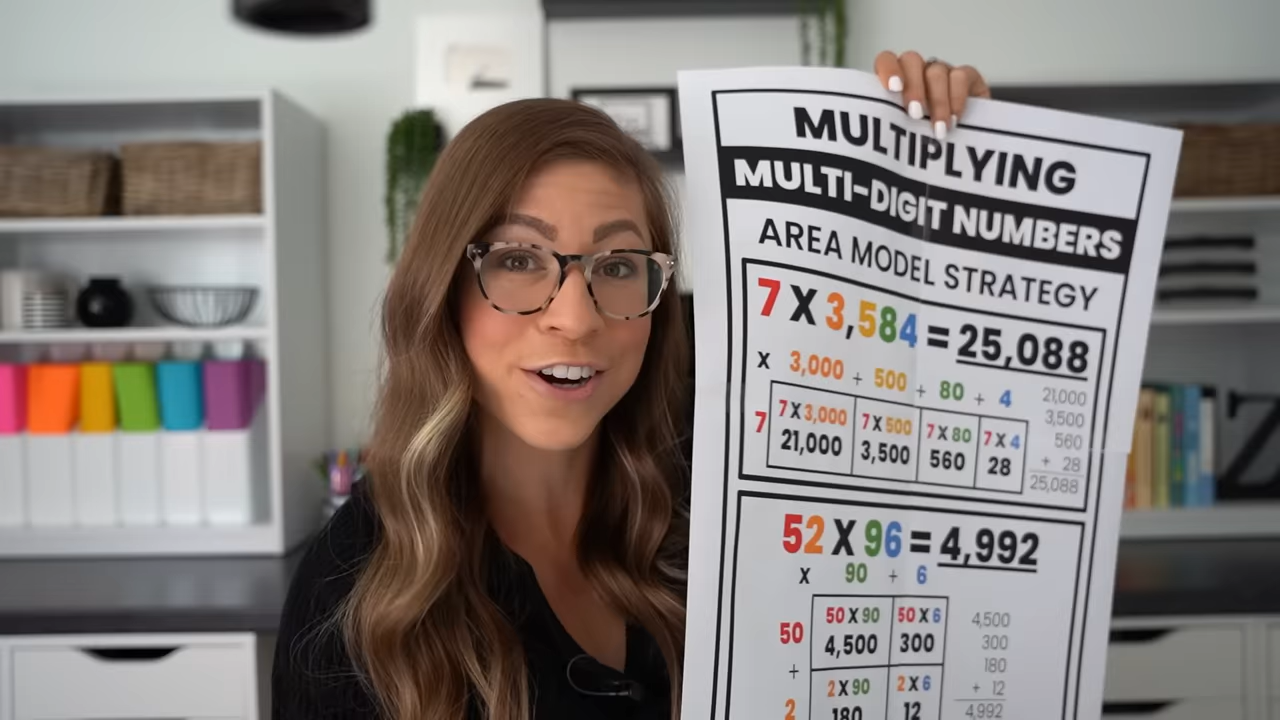 MULTIPLYING
MULTI-DIGIT NUMBERS
AREA MODEL STRATEGY
7 X 3,584 = 25,088
X 3,000 + 500 + 80 + 4
7
7 X 3,000
21,000
7 X 500
3,500
7 X 80
560
7 X 4
28
21,000
3,500
560
+ 28
25,088
52 X 96 = 4,992
X 90 + 6
50
50 X 90
4,500
50 X 6
300
+
2
2 X 90
180
2 X 6
12
4,500
300
180
+ 12
4,992
Z